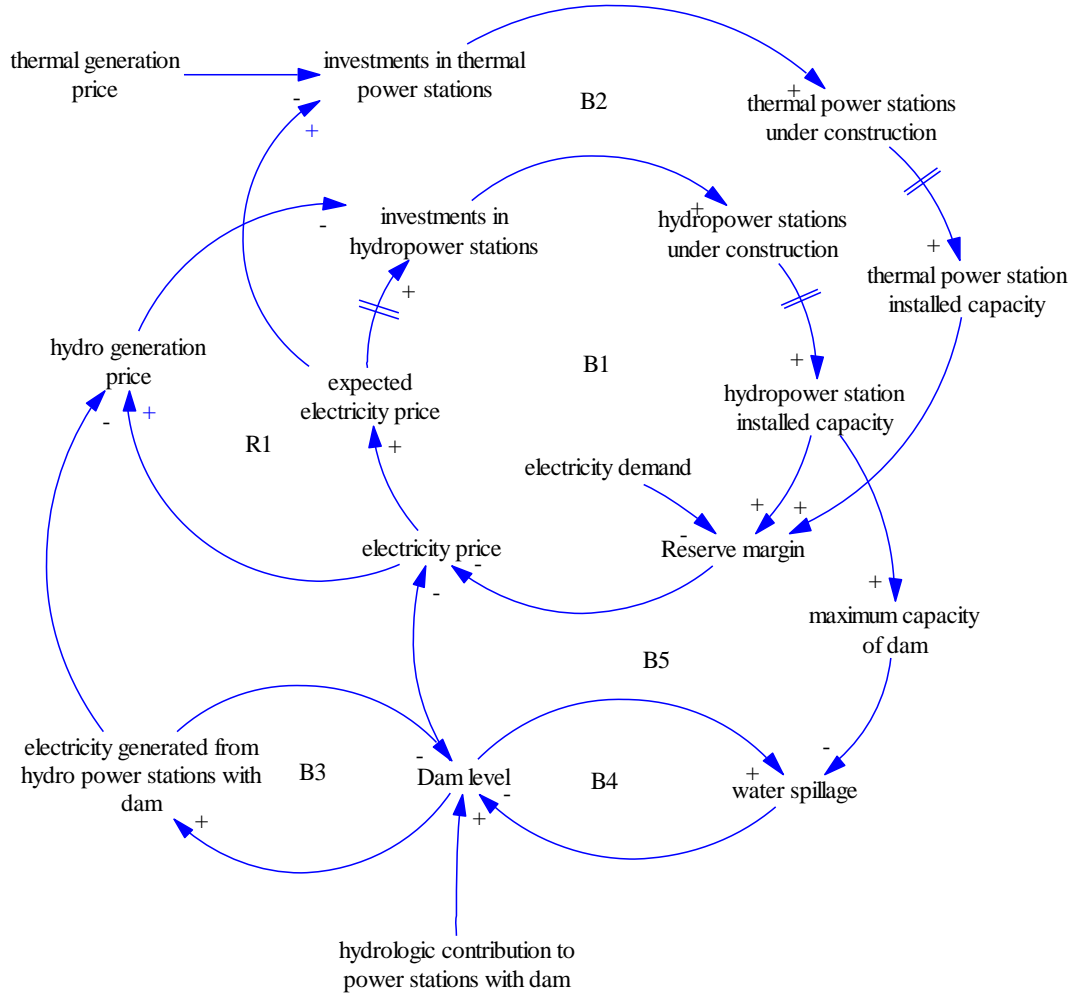 thermal generation
price
investments in thermal
power stations
-
+
B2
+
thermal power stations
under construction
investments in
hydropower stations
-
+
+
hydropower stations
under construction
+
thermal power station
installed capacity
hydro generation
price
-
+
expected
electricity price
+
B1
+
hydropower station
installed capacity
R1
electricity demand
-
+
+
Reserve margin
electricity price
-
-
+
maximum capacity
of dam
B5
electricity generated from
hydro power stations with
dam
+
B3
-
Dam level
-
+
B4
+
-
water spillage
hydrologic contribution to
power stations with dam